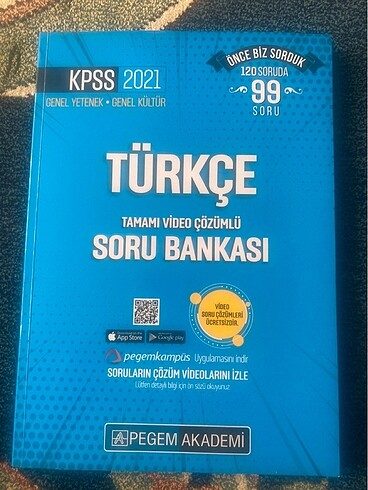 KPSS 2021
GENEL YETENEK • GENEL KÜLTÜR
ÖNCE BİZ SORDUK
120 SORUDA
99
SORU
TÜRKÇE
TAMAMI VİDEO ÇÖZÜMLÜ
SORU BANKASI
VİDEO
SORU ÇÖZÜMLERİ
ÜCRETSİZDİR.
App Store
Google play
pegemkampüs Uygulamasını indir
SORULARIN ÇÖZÜM VİDEOLARINI İZLE
Lütfen detaylı bilgi için ön sözü okuyunuz
PEGEM AKADEMİ